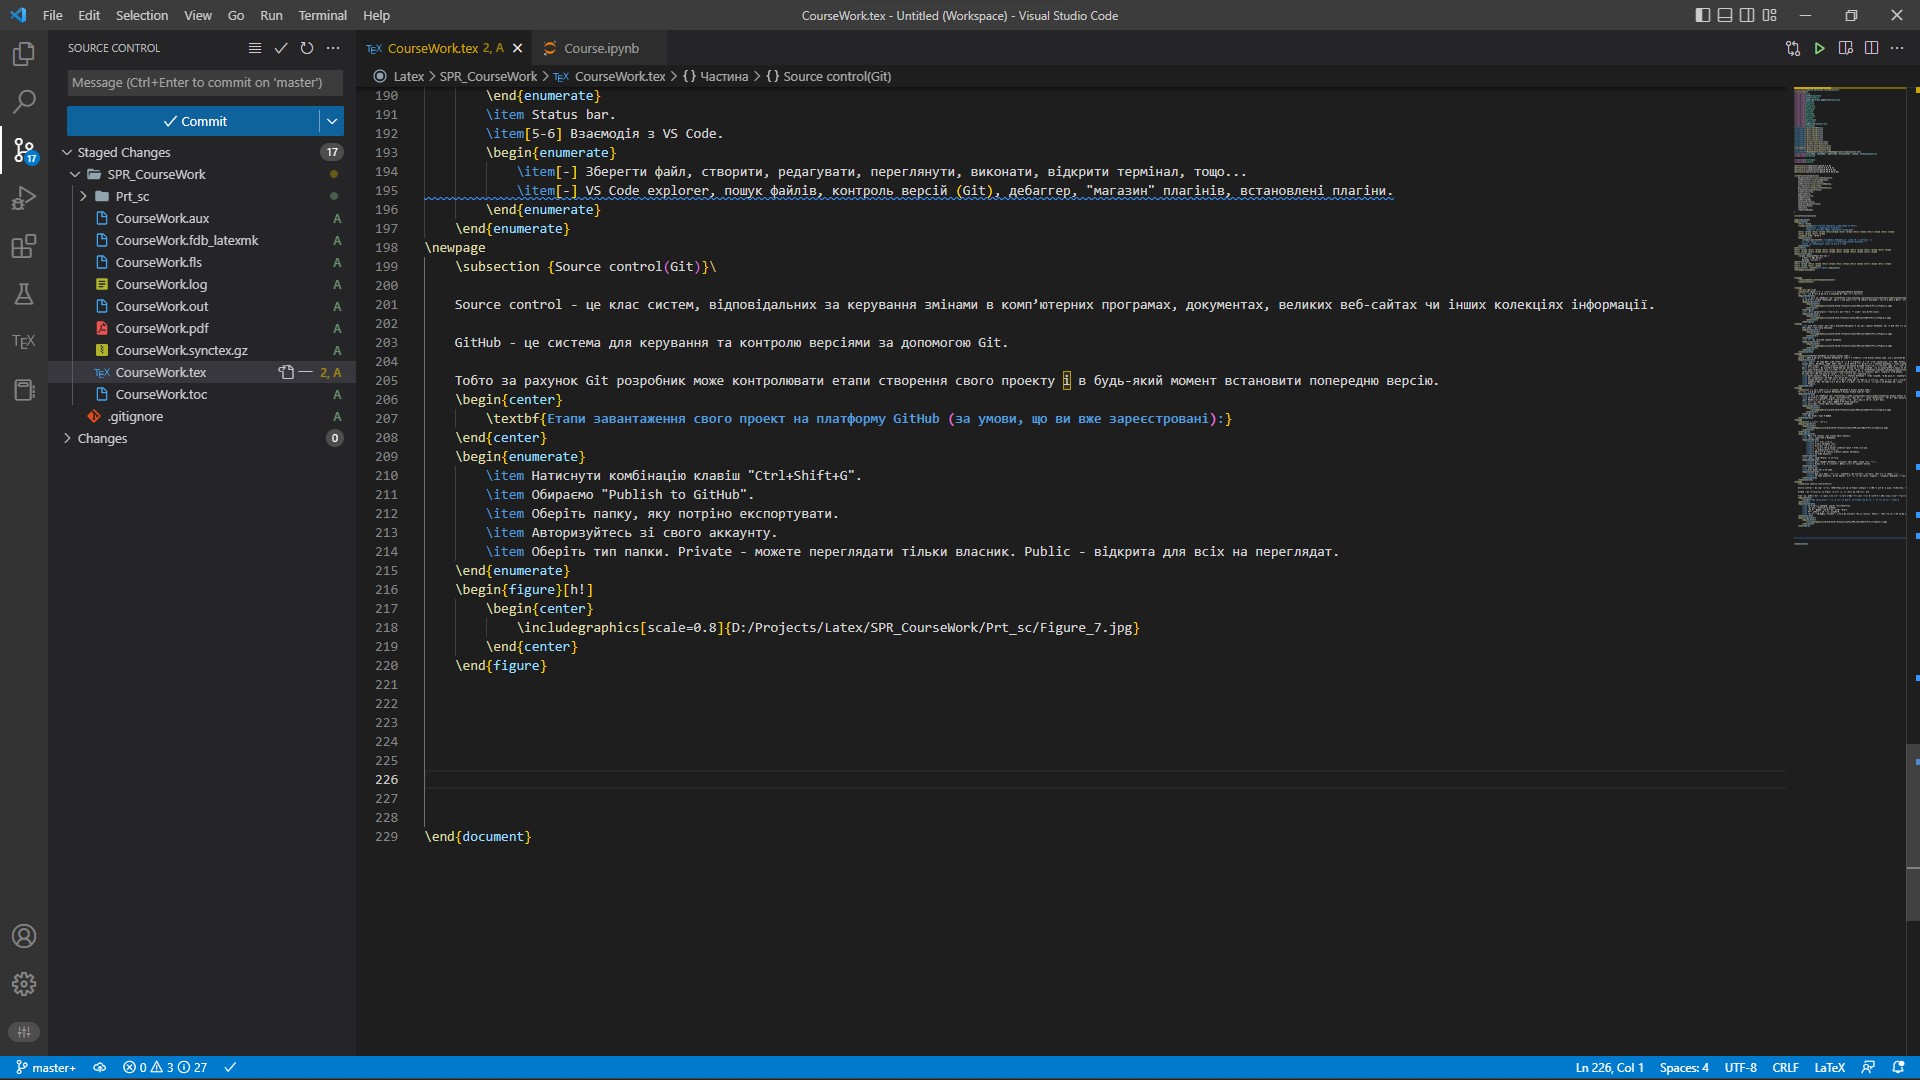 File Edit Selection View Go Run Terminal Help
CourseWork.tex - Untitled (Workspace) - Visual Studio Code
SOURCE CONTROL
Message (Ctrl+Enter to commit on 'master')
Commit
Staged Changes 17
SPR_CourseWork
Prt_sc
CourseWork.aux A
CourseWork.fdb_latexmk A
CourseWork.fls A
CourseWork.log A
CourseWork.out A
CourseWork.pdf A
CourseWork.synctex.gz A
TEX CourseWork.tex 2, A
CourseWork.toc A
.gitignore A
Changes 0
17
TEX
TEX CourseWork.tex 2, A
Course.ipynb
Latex > SPR_CourseWork > TEX CourseWork.tex > {} Частина > {} Source control(Git)
190 \end{enumerate}
191 \item Status bar.
192 \item[5-6] Взаємодія з VS Code.
193 \begin{enumerate}
194 \item[-] Зберегти файл, створити, редагувати, переглянути, виконати, відкрити термінал, тощо...
195 \item[-] VS Code explorer, пошук файлів, контроль версій (Git), дебаггер, "магазин" плагінів, встановлені плагіни.
196 \end{enumerate}
197 \end{enumerate}
198 \newpage
199 \subsection {Source control(Git)}\
200
201 Source control - це клас систем, відповідальних за керування змінами в комп’ютерних програмах, документах, великих веб-сайтах чи інших колекціях інформації.
202
203 GitHub - це система для керування та контролю версіями за допомогою Git.
204
205 Тобто за рахунок Git розробник може контролювати етапи створення свого проекту і в будь-який момент встановити попередню версію.
206 \begin{center}
207 \textbf{Етапи завантаження свого проект на платформу GitHub (за умови, що ви вже зареєстровані):}
208 \end{center}
209 \begin{enumerate}
210 \item Натиснути комбінацію клавіш "Ctrl+Shift+G".
211 \item Обираємо "Publish to GitHub".
212 \item Оберіть папку, яку потріно експортувати.
213 \item Авторизуйтесь зі свого аккаунту.
214 \item Оберіть тип папки. Private - можете переглядати тільки власник. Public - відкрита для всіх на переглядат.
215 \end{enumerate}
216 \begin{figure}[h!]
217 \begin{center}
218 \includegraphics[scale=0.8]{D:/Projects/Latex/SPR_CourseWork/Prt_sc/Figure_7.jpg}
219 \end{center}
220 \end{figure}
221
222
223
224
225
226
227
228
229 \end{document}
master+ 0 3 27
Ln 226, Col 1 Spaces: 4 UTF-8 CRLF LaTeX